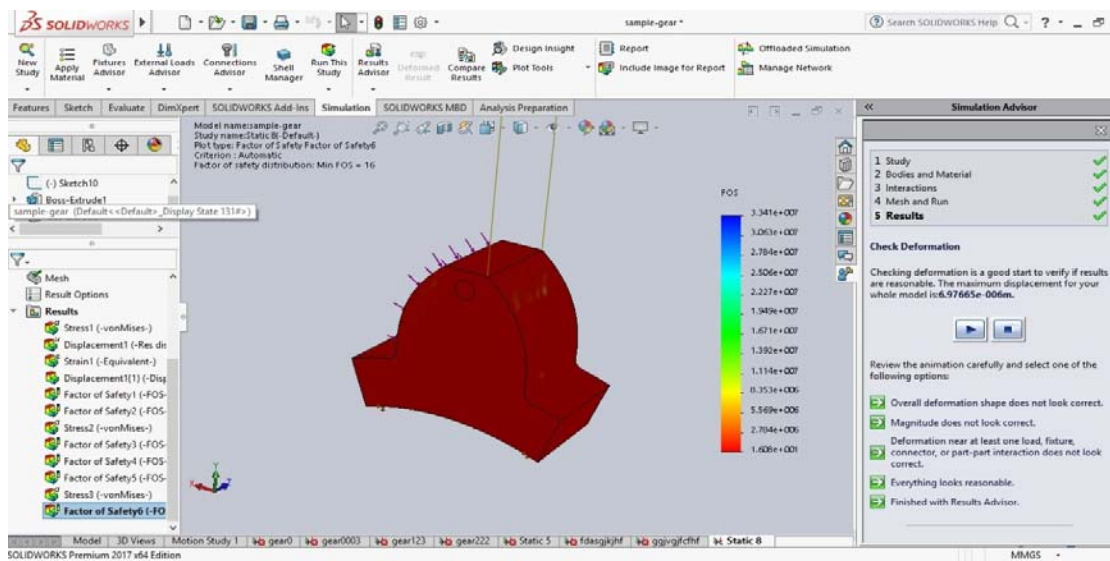 SOLIDWORKS
sample-gear *
Search SOLIDWORKS Help
New Study
Apply Material
Fixtures Advisor
External Loads Advisor
Connections Advisor
Shell Manager
Run This Study
Results Advisor
Deformed Result
Compare Results
Design Insight
Plot Tools
Report
Include Image for Report
Offloaded Simulation
Manage Network
Features Sketch Evaluate DimXpert SOLIDWORKS Add-Ins Simulation SOLIDWORKS MBD Analysis Preparation
(-) Sketch10
Boss-Extrude1
sample-gear (Default<<Default>_Display State 131#>)
Mesh
Result Options
Results
Stress1 (-vonMises-)
Displacement1 (-Res dis
Strain1 (-Equivalent-)
Displacement1{1} (-Disp
Factor of Safety1 (-FOS-
Factor of Safety2 (-FOS-
Stress2 (-vonMises-)
Factor of Safety3 (-FOS-
Factor of Safety4 (-FOS-
Factor of Safety5 (-FOS-
Stress3 (-vonMises-)
Factor of Safety6 (-FO
Model name:sample-gear
Study name:Static 8(-Default-)
Plot type: Factor of Safety Factor of Safety6
Criterion : Automatic
Factor of safety distribution: Min FOS = 16
FOS
3.341e+007
3.063e+007
2.784e+007
2.506e+007
2.227e+007
1.949e+007
1.671e+007
1.392e+007
1.114e+007
8.353e+006
5.569e+006
2.784e+006
1.608e+001
Y
X
Z
Simulation Advisor
1 Study
2 Bodies and Material
3 Interactions
4 Mesh and Run
5 Results
Check Deformation
Checking deformation is a good start to verify if results
are reasonable. The maximum displacement for your
whole model is:6.97665e-006m.
Review the animation carefully and select one of the
following options:
Overall deformation shape does not look correct.
Magnitude does not look correct.
Deformation near at least one load, fixture,
connector, or part-part interaction does not look
correct.
Everything looks reasonable.
Finished with Results Advisor.
Model 3D Views Motion Study 1 gear0 gear0003 gear123 gear222 Static 5 fdasgjkjhf ggjvgjfcfhf Static 8
SOLIDWORKS Premium 2017 x64 Edition
MMGS